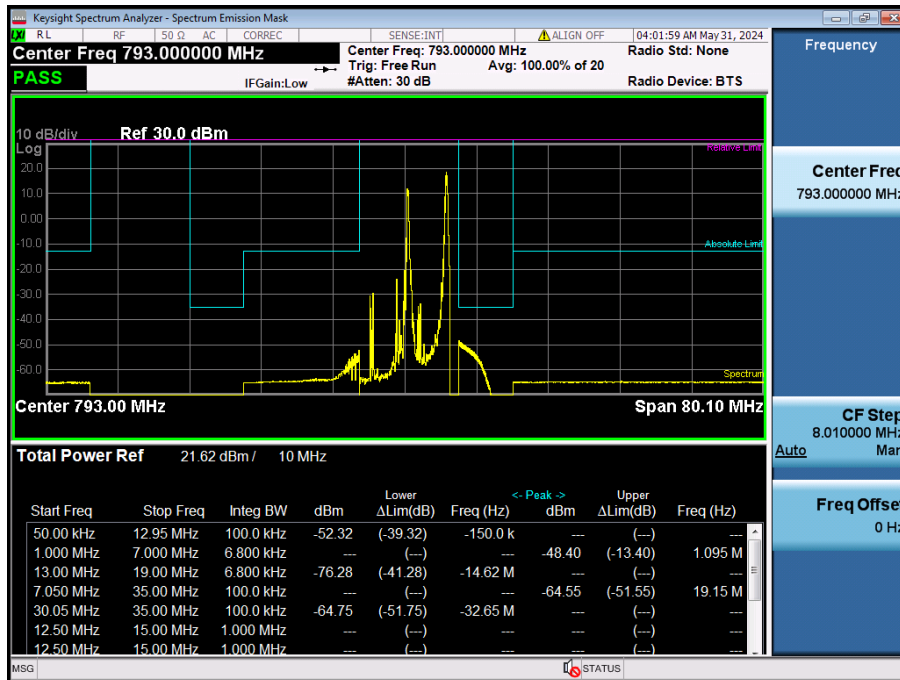 Keysight Spectrum Analyzer - Spectrum Emission Mask
LXI RL RF 50 Ω AC CORREC SENSE:INT ALIGN OFF 04:01:59 AM May 31, 2024
Center Freq 793.000000 MHz Center Freq: 793.000000 MHz Radio Std: None
Trig: Free Run Avg: 100.00% of 20
PASS IFGain:Low #Atten: 30 dB Radio Device: BTS
10 dB/div Ref 30.0 dBm
Log
Relative Limit
20.0
10.0
0.00
-10.0
Absolute Limit
-20.0
-30.0
-40.0
-50.0
-60.0
Spectrum
Center 793.00 MHz Span 80.10 MHz
Total Power Ref 21.62 dBm / 10 MHz
Lower <- Peak -> Upper
Start Freq Stop Freq Integ BW dBm ΔLim(dB) Freq (Hz) dBm ΔLim(dB) Freq (Hz)
50.00 kHz 12.95 MHz 100.0 kHz -52.32 (-39.32) -150.0 k --- (---) ---
1.000 MHz 7.000 MHz 6.800 kHz --- (---) --- -48.40 (-13.40) 1.095 M
13.00 MHz 19.00 MHz 6.800 kHz -76.28 (-41.28) -14.62 M --- (---) ---
7.050 MHz 35.00 MHz 100.0 kHz --- (---) --- -64.55 (-51.55) 19.15 M
30.05 MHz 35.00 MHz 100.0 kHz -64.75 (-51.75) -32.65 M --- (---) ---
12.50 MHz 15.00 MHz 1.000 MHz --- (---) --- --- (---) ---
12.50 MHz 15.00 MHz 1.000 MHz --- (---) --- --- (---) ---
MSG STATUS
Frequency
Center Freq
793.000000 MHz
CF Step
8.010000 MHz
Auto Man
Freq Offset
0 Hz